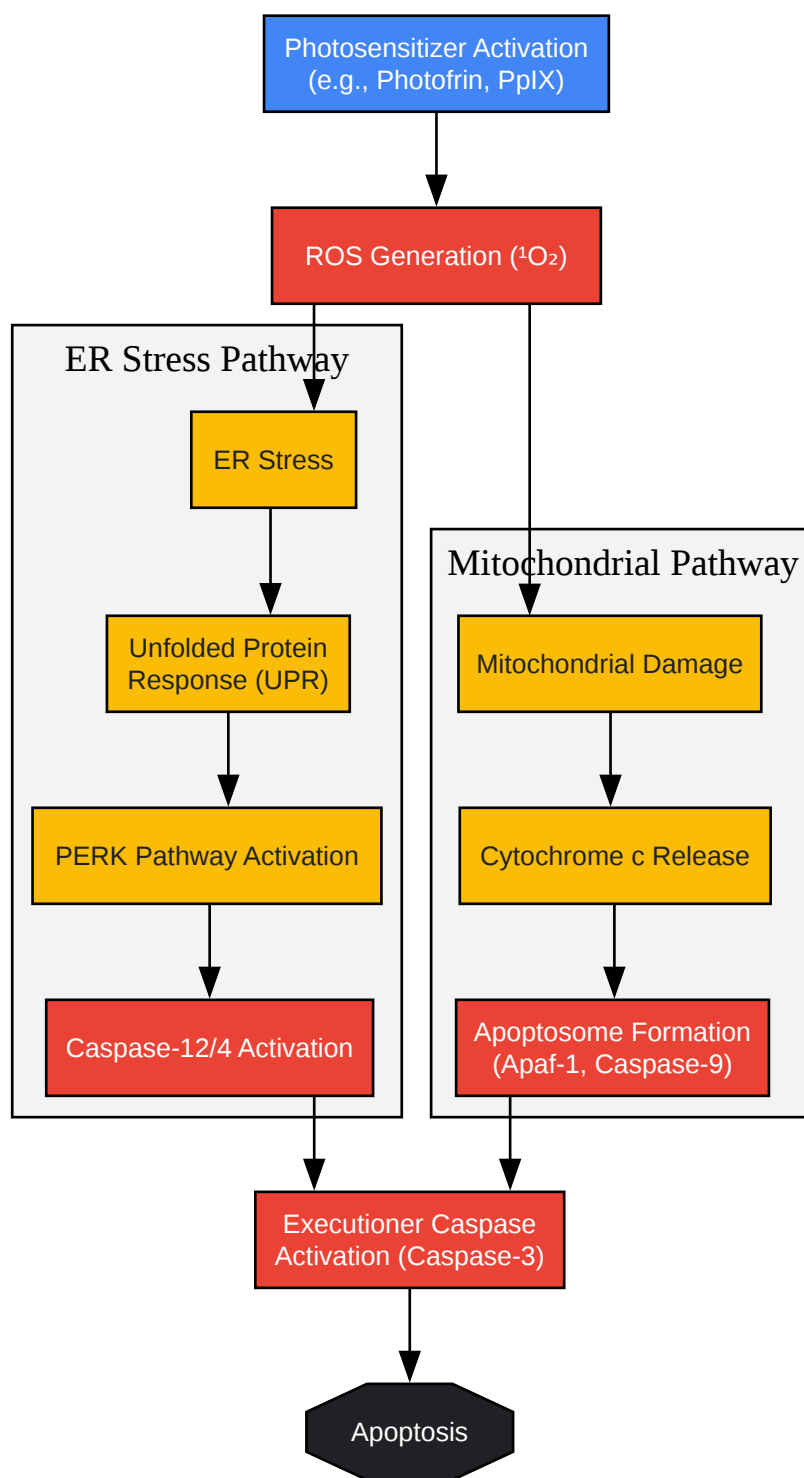 Photosensitizer Activation
(e.g., Photofrin, PpIX)
ROS Generation (¹O₂)
ER Stress Pathway
ER Stress
Unfolded Protein
Response (UPR)
PERK Pathway Activation
Caspase-12/4 Activation
Mitochondrial Pathway
Mitochondrial Damage
Cytochrome c Release
Apoptosome Formation
(Apaf-1, Caspase-9)
Executioner Caspase
Activation (Caspase-3)
Apoptosis